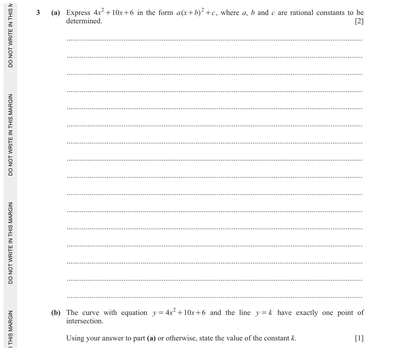 DO NOT WRITE IN THIS M
DO NOT WRITE IN THIS MARGIN
DO NOT WRITE IN THIS MARGIN
THIS MARGIN
3 (a) Express 4x² + 10x + 6 in the form a(x + b)² + c, where a, b and c are rational constants to be
determined. [2]
(b) The curve with equation y = 4x² + 10x + 6 and the line y = k have exactly one point of
intersection.
Using your answer to part (a) or otherwise, state the value of the constant k. [1]